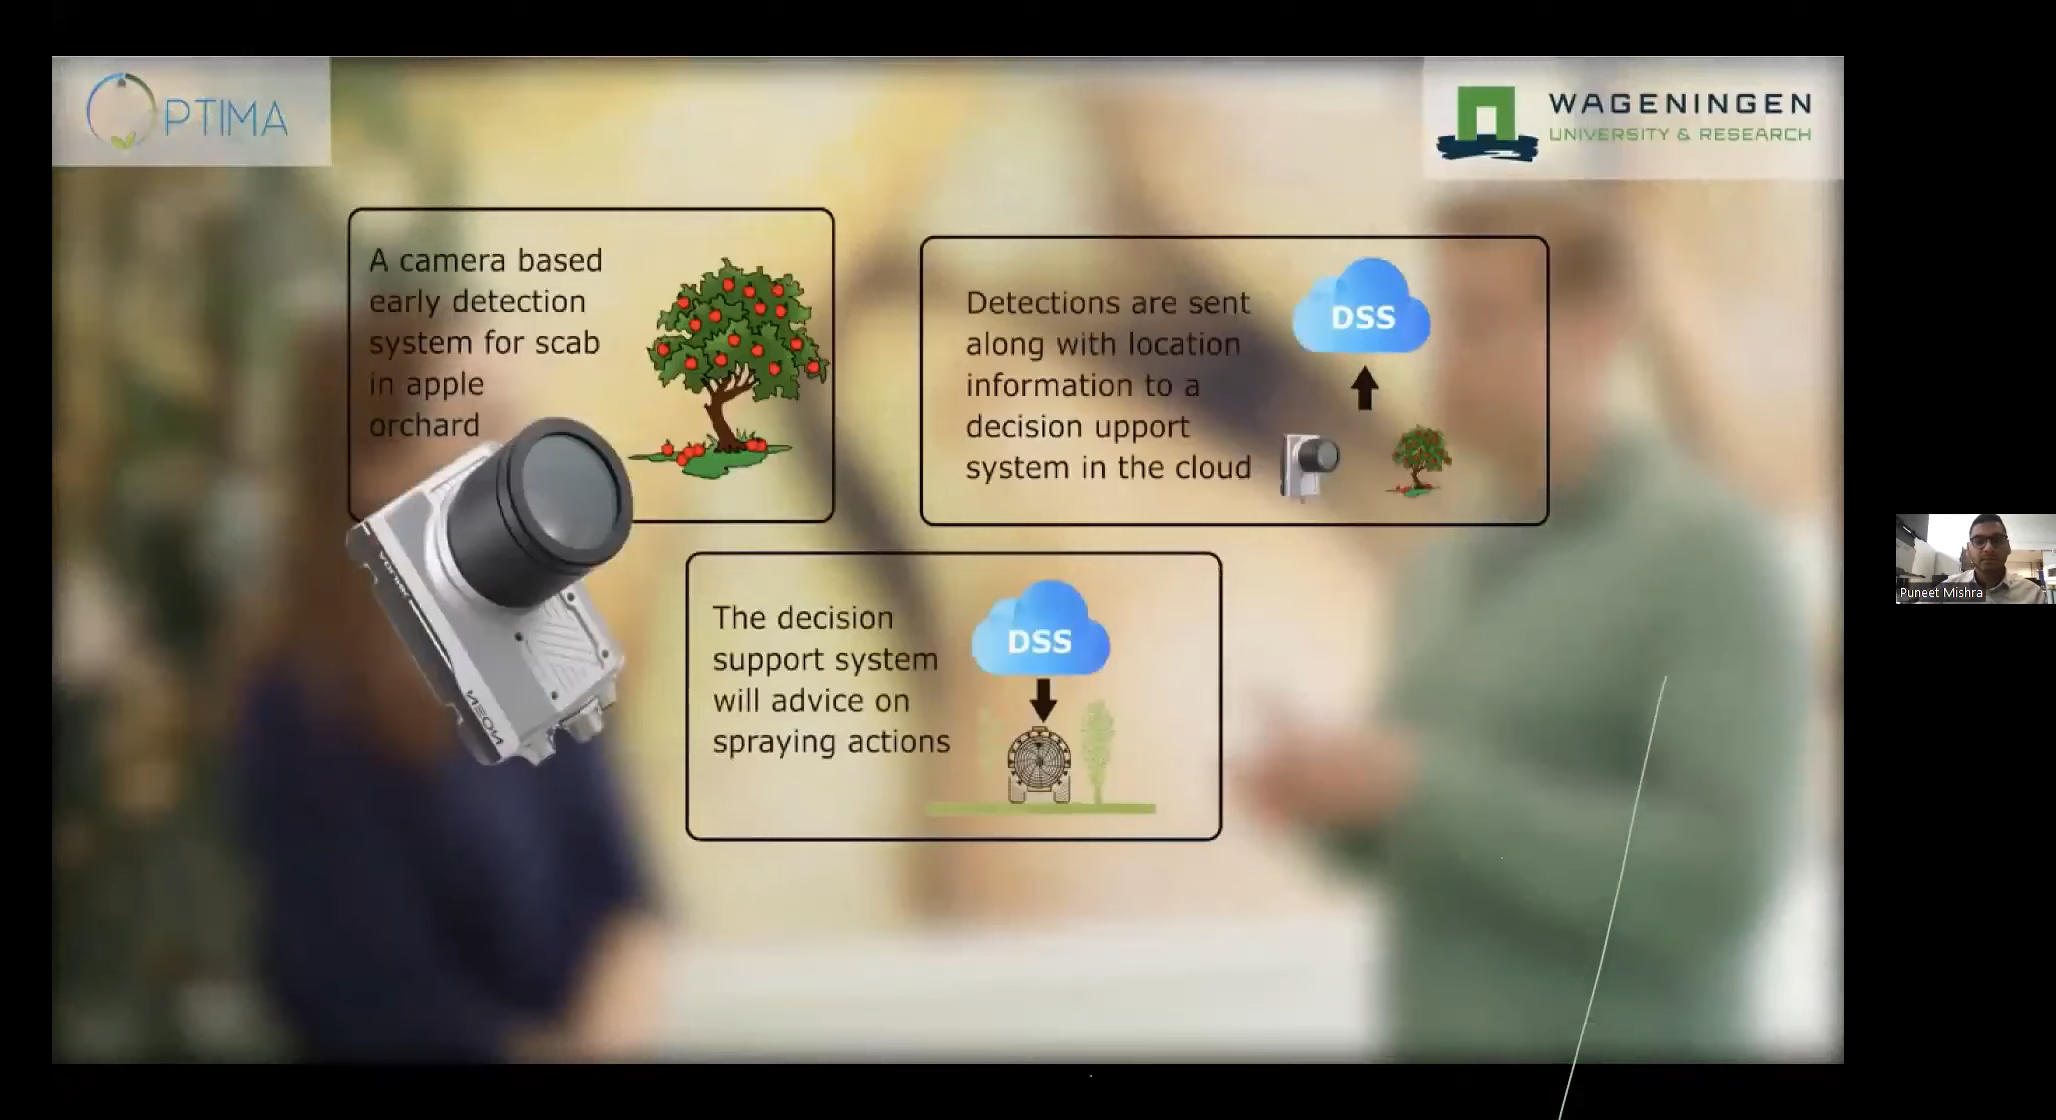 OPTIMA
WAGENINGEN
UNIVERSITY & RESEARCH
A camera based
early detection
system for scab
in apple
orchard
NEON
Detections are sent
along with location
information to a
decision upport
system in the cloud
DSS
The decision
support system
will advice on
spraying actions
DSS
Puneet Mishra